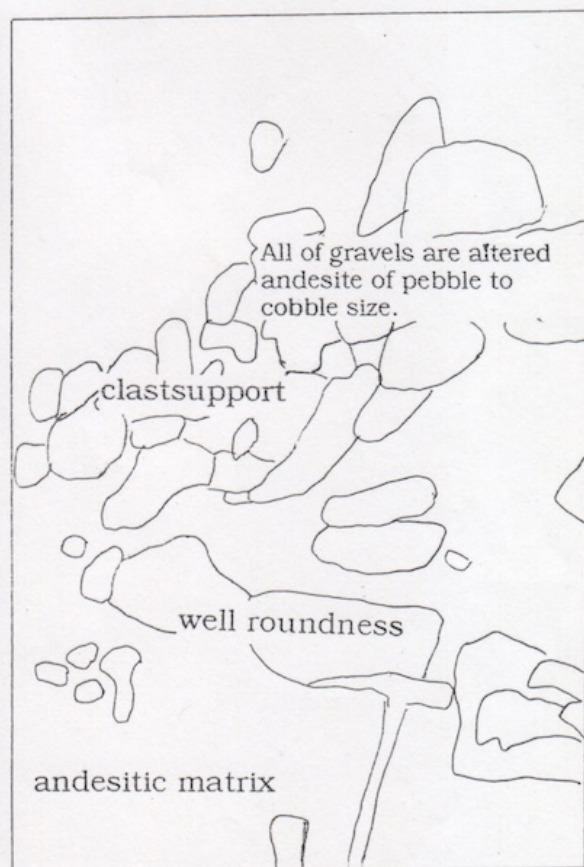 All of gravels are altered
andesite of pebble to
cobble size.
clastsupport
well roundness
andesitic matrix